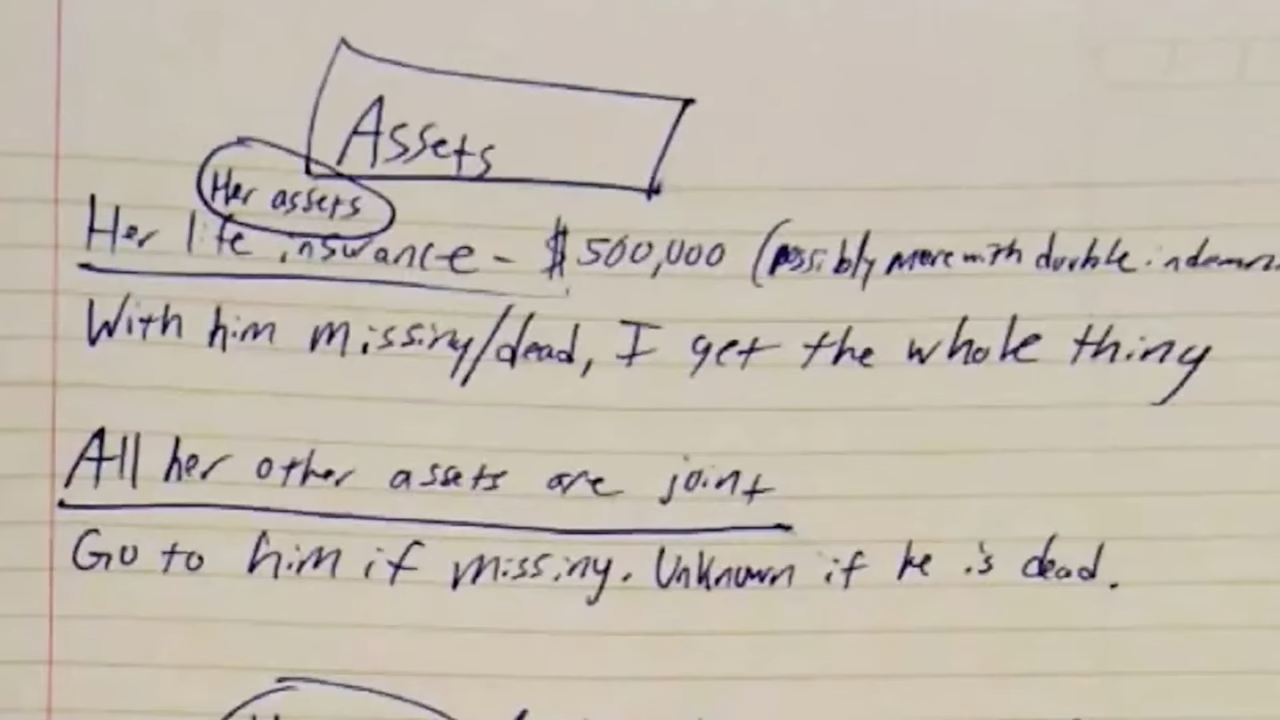 Assets
Her assets
Her life insurance - $500,000 (possibly more with double indemn
With him missing/dead, I get the whole thing
All her other assets are joint
Go to him if missing. Unknown if he is dead.